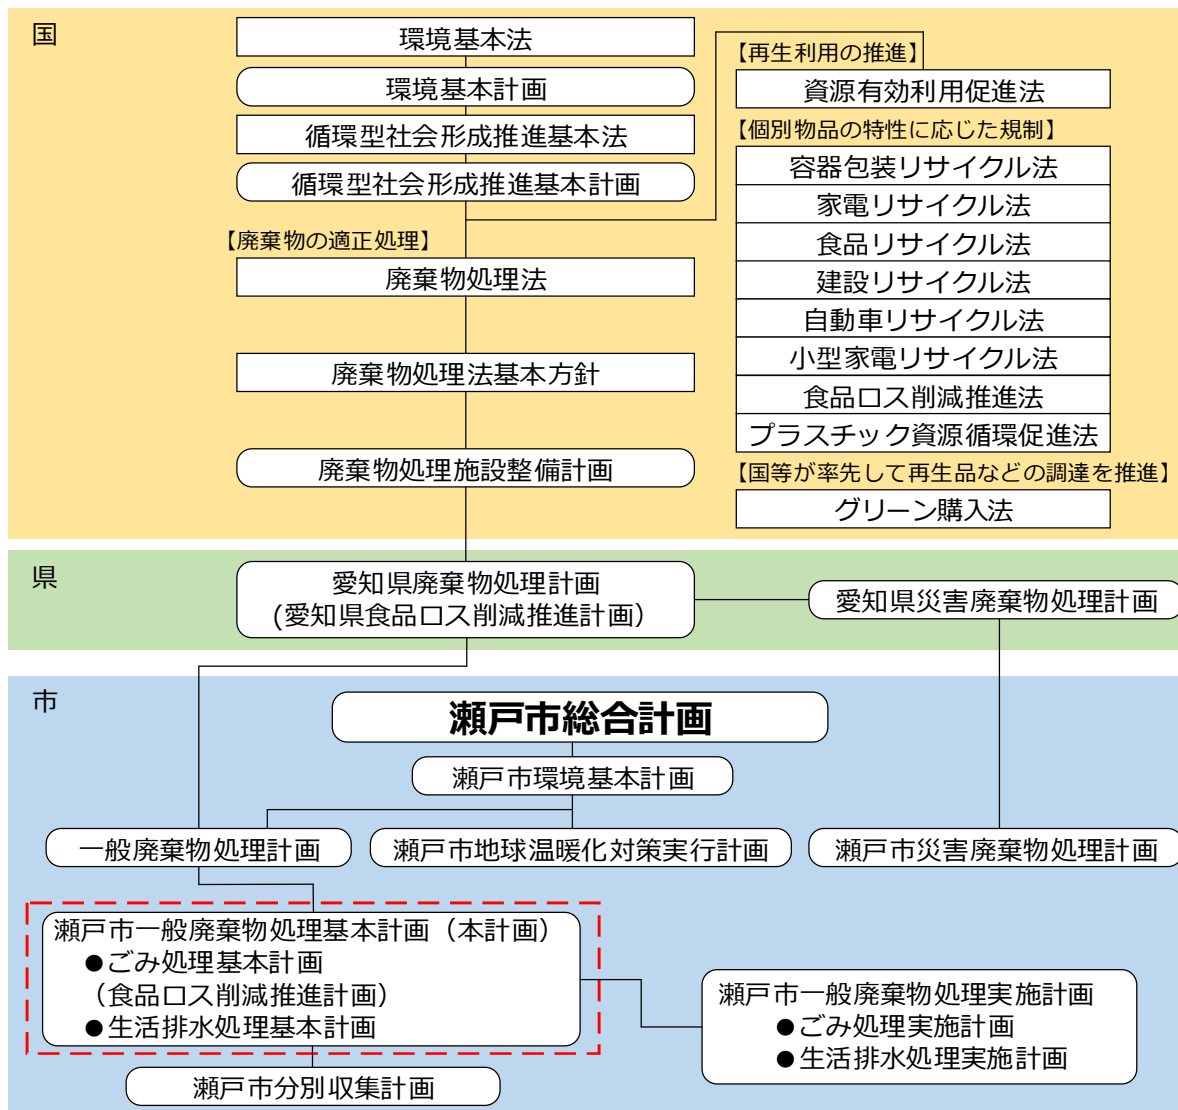 国
環境基本法
環境基本計画
循環型社会形成推進基本法
循環型社会形成推進基本計画
【廃棄物の適正処理】
廃棄物処理法
廃棄物処理法基本方針
廃棄物処理施設整備計画
【再生利用の推進】
資源有効利用促進法
【個別物品の特性に応じた規制】
容器包装リサイクル法
家電リサイクル法
食品リサイクル法
建設リサイクル法
自動車リサイクル法
小型家電リサイクル法
食品ロス削減推進法
プラスチック資源循環促進法
【国等が率先して再生品などの調達を推進】
グリーン購入法
県
愛知県廃棄物処理計画
(愛知県食品ロス削減推進計画）
愛知県災害廃棄物処理計画
市
瀬戸市総合計画
瀬戸市環境基本計画
一般廃棄物処理計画
瀬戸市地球温暖化対策実行計画
瀬戸市災害廃棄物処理計画
瀬戸市一般廃棄物処理基本計画（本計画）
●ごみ処理基本計画
（食品ロス削減推進計画）
●生活排水処理基本計画
瀬戸市一般廃棄物処理実施計画
●ごみ処理実施計画
●生活排水処理実施計画
瀬戸市分別収集計画